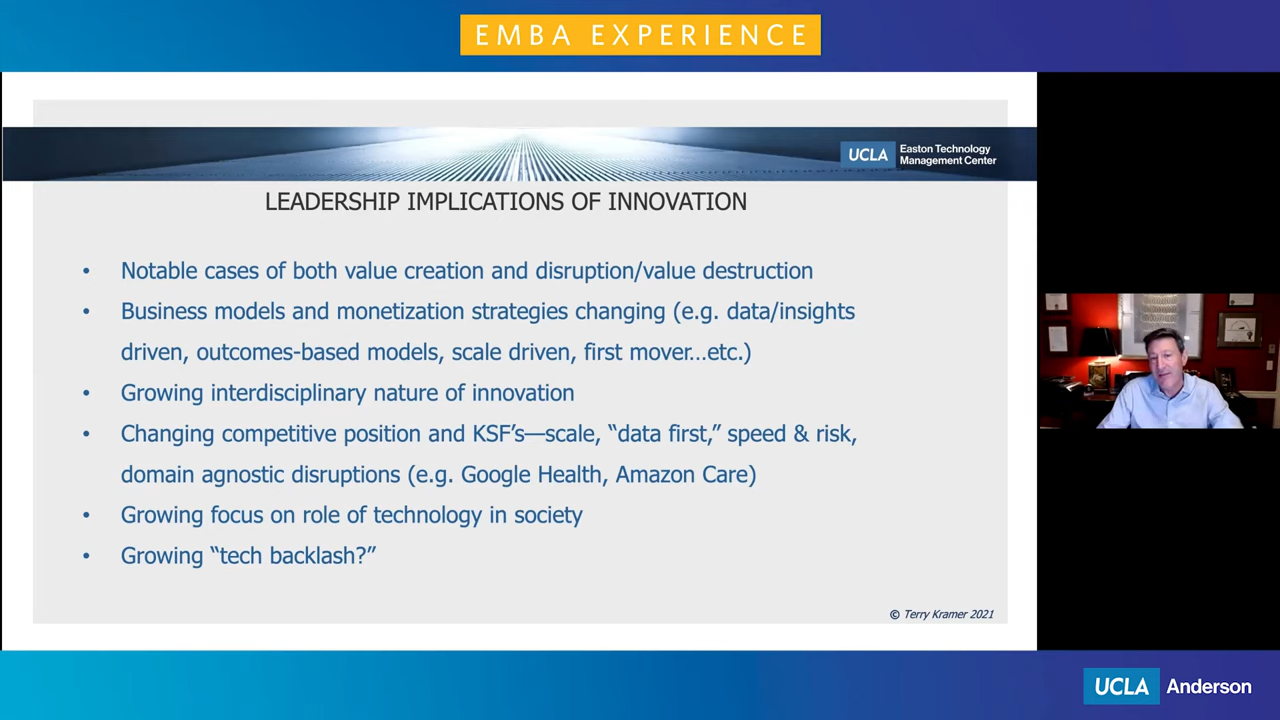 EMBA EXPERIENCE
UCLA Easton Technology
Management Center
LEADERSHIP IMPLICATIONS OF INNOVATION
• Notable cases of both value creation and disruption/value destruction
• Business models and monetization strategies changing (e.g. data/insights
driven, outcomes-based models, scale driven, first mover…etc.)
• Growing interdisciplinary nature of innovation
• Changing competitive position and KSF’s—scale, “data first,” speed & risk,
domain agnostic disruptions (e.g. Google Health, Amazon Care)
• Growing focus on role of technology in society
• Growing “tech backlash?”
© Terry Kramer 2021
UCLA Anderson